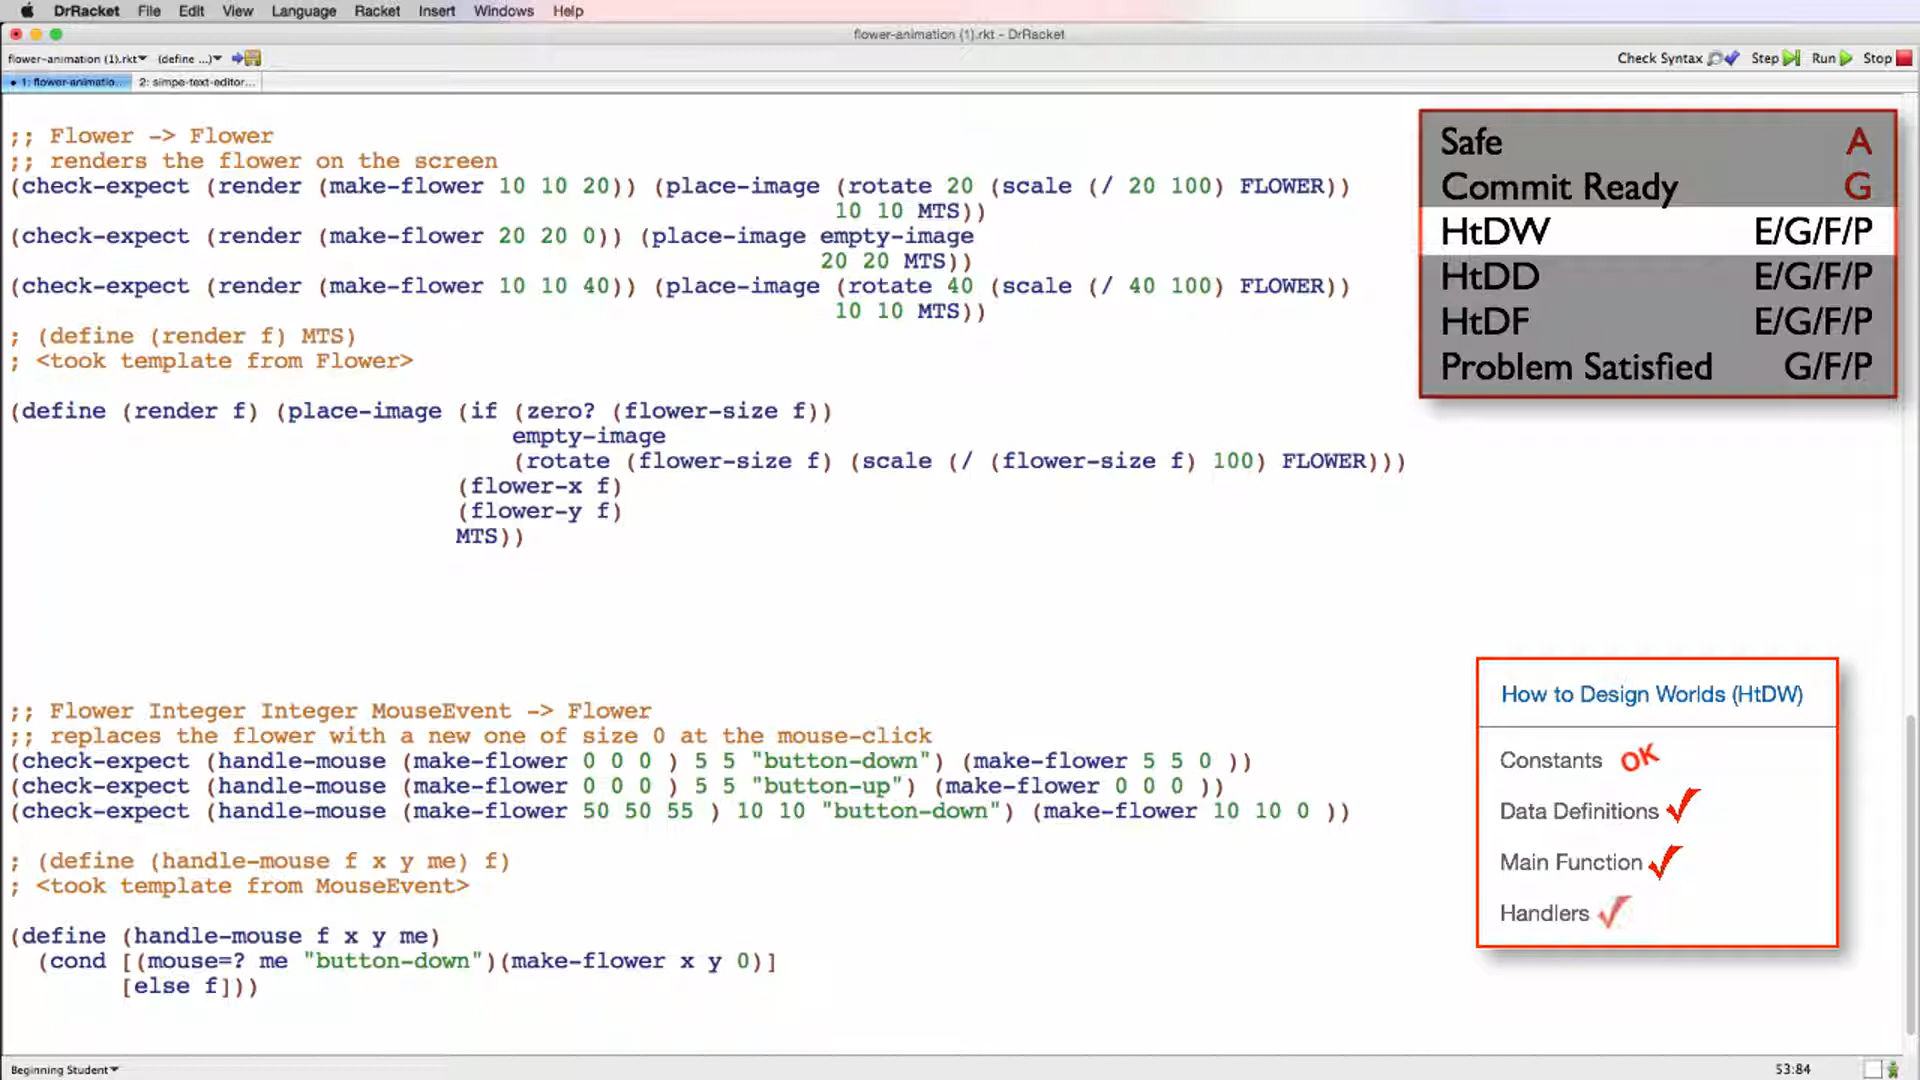 DrRacket File Edit View Language Racket Insert Windows Help
flower-animation (1).rkt - DrRacket
flower-animation (1).rkt (define ...) Check Syntax Step Run Stop
1: flower-animatio... 2: simpe-text-editor...
;; Flower -> Flower
;; renders the flower on the screen
(check-expect (render (make-flower 10 10 20)) (place-image (rotate 20 (scale (/ 20 100) FLOWER))
10 10 MTS))
(check-expect (render (make-flower 20 20 0)) (place-image empty-image
20 20 MTS))
(check-expect (render (make-flower 10 10 40)) (place-image (rotate 40 (scale (/ 40 100) FLOWER))
10 10 MTS))
; (define (render f) MTS)
; <took template from Flower>
(define (render f) (place-image (if (zero? (flower-size f))
empty-image
(rotate (flower-size f) (scale (/ (flower-size f) 100) FLOWER)))
(flower-x f)
(flower-y f)
MTS))
;; Flower Integer Integer MouseEvent -> Flower
;; replaces the flower with a new one of size 0 at the mouse-click
(check-expect (handle-mouse (make-flower 0 0 0 ) 5 5 "button-down") (make-flower 5 5 0 ))
(check-expect (handle-mouse (make-flower 0 0 0 ) 5 5 "button-up") (make-flower 0 0 0 ))
(check-expect (handle-mouse (make-flower 50 50 55 ) 10 10 "button-down") (make-flower 10 10 0 ))
; (define (handle-mouse f x y me) f)
; <took template from MouseEvent>
(define (handle-mouse f x y me)
(cond [(mouse=? me "button-down")(make-flower x y 0)]
[else f]))
Safe A
Commit Ready G
HtDW E/G/F/P
HtDD E/G/F/P
HtDF E/G/F/P
Problem Satisfied G/F/P
How to Design Worlds (HtDW)
Constants OK
Data Definitions
Main Function
Handlers
Beginning Student 53:84